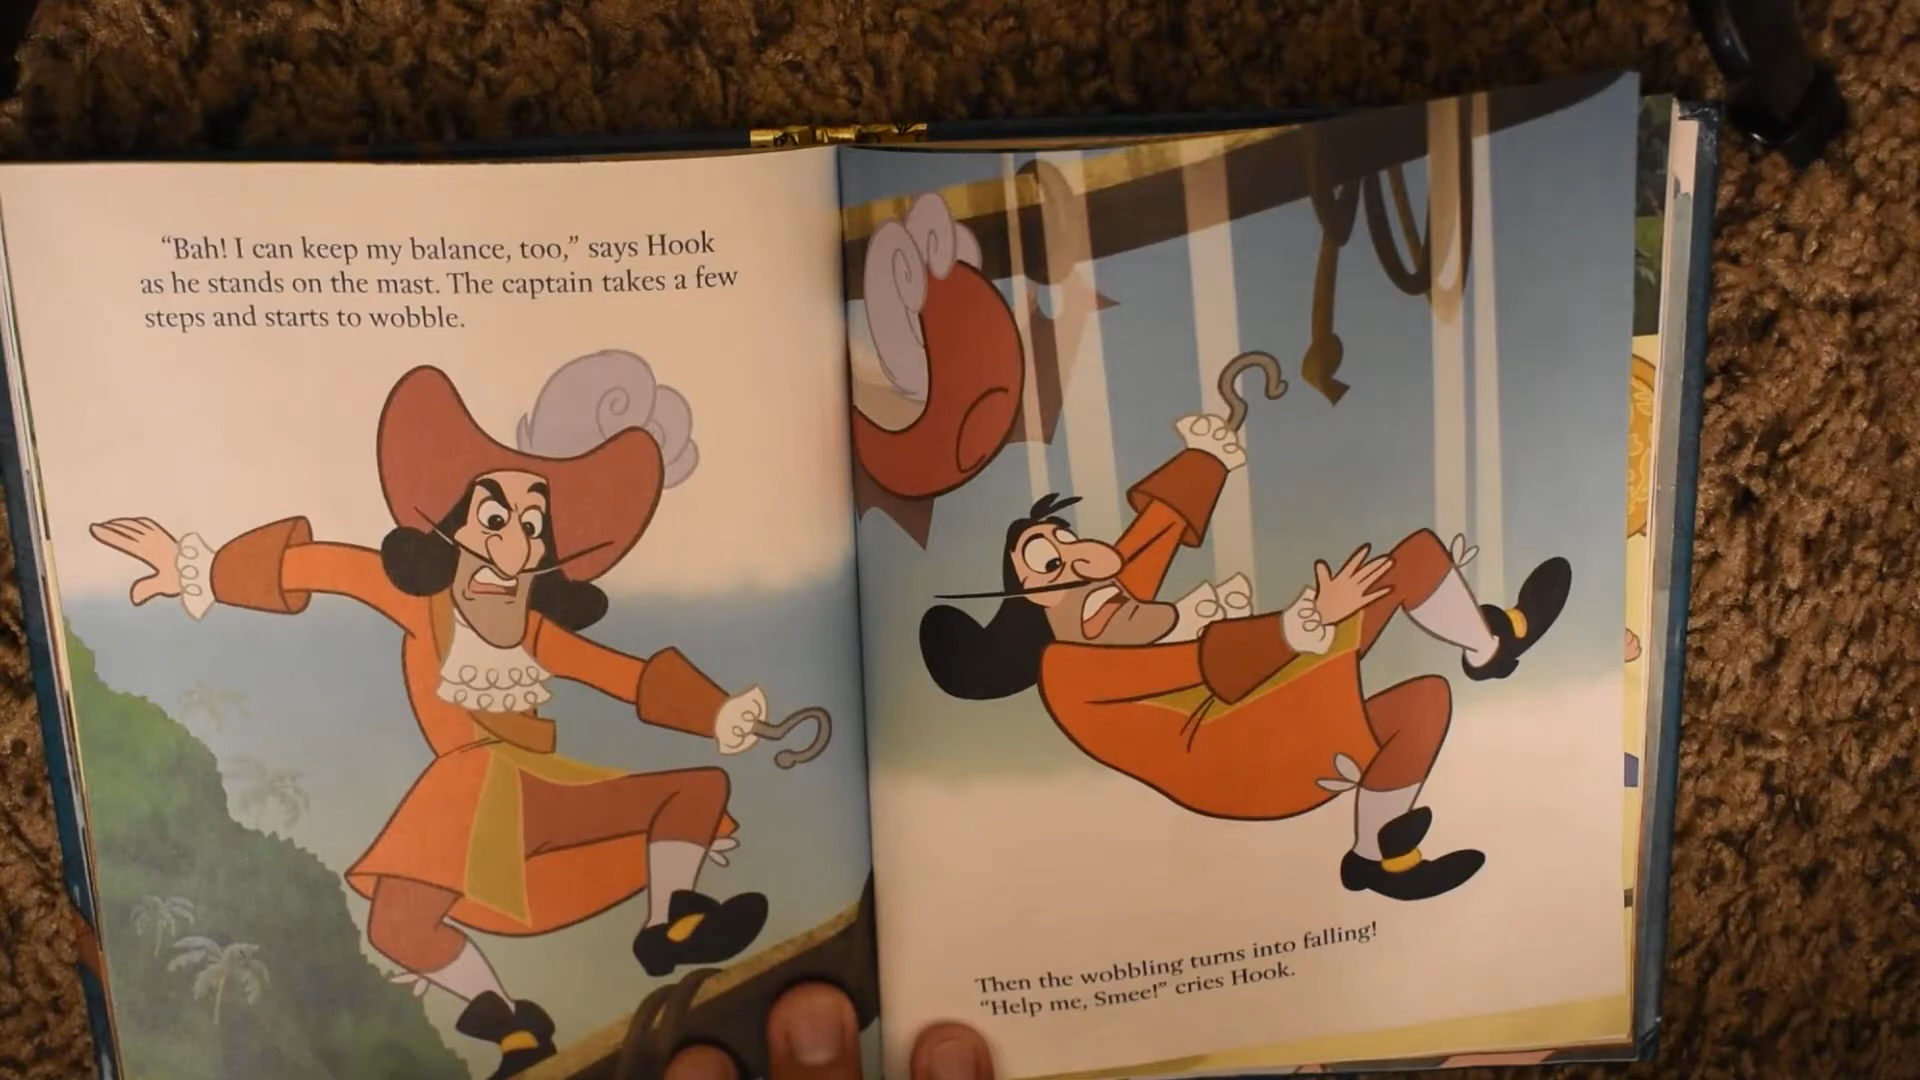 “Bah! I can keep my balance, too,” says Hook
as he stands on the mast. The captain takes a few
steps and starts to wobble.
Then the wobbling turns into falling!
“Help me, Smee!” cries Hook.